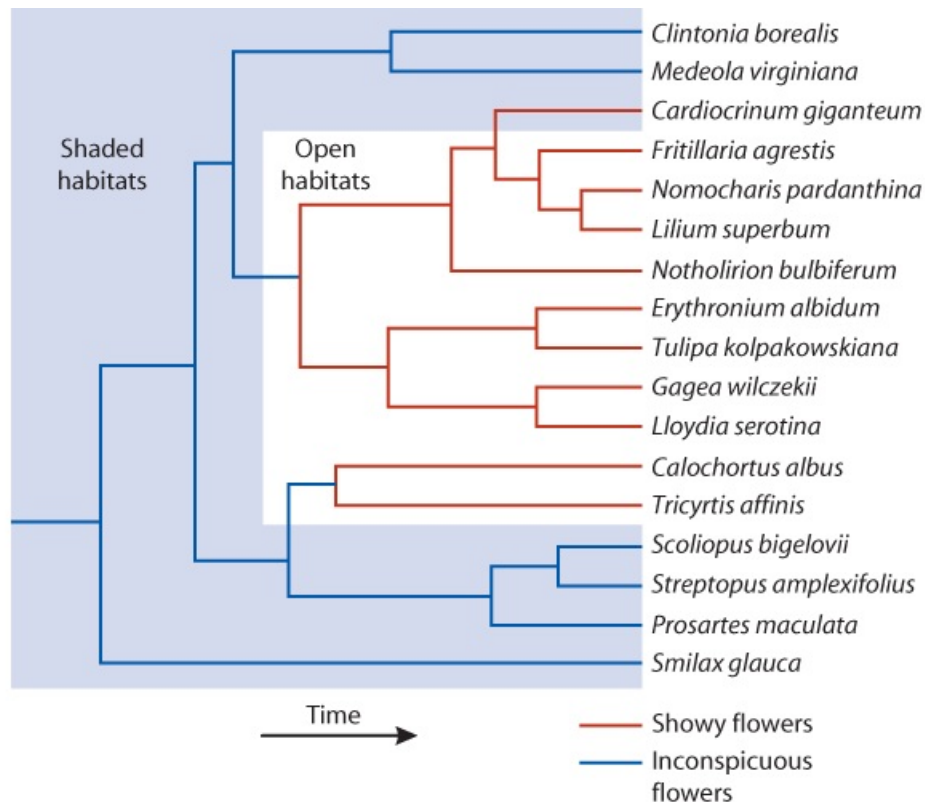 Clintonia borealis
Medeola virginiana
Cardiocrinum giganteum
Shaded
habitats
Open
habitats
Fritillaria agrestis
Nomocharis pardanthina
Lilium superbum
Notholirion bulbiferum
Erythronium albidum
Tulipa kolpakowskiana
Gagea wilczekii
Lloydia serotina
Calochortus albus
Tricyrtis affinis
Scoliopus bigelovii
Streptopus amplexifolius
Prosartes maculata
Smilax glauca
Time
Showy flowers
Inconspicuous
flowers